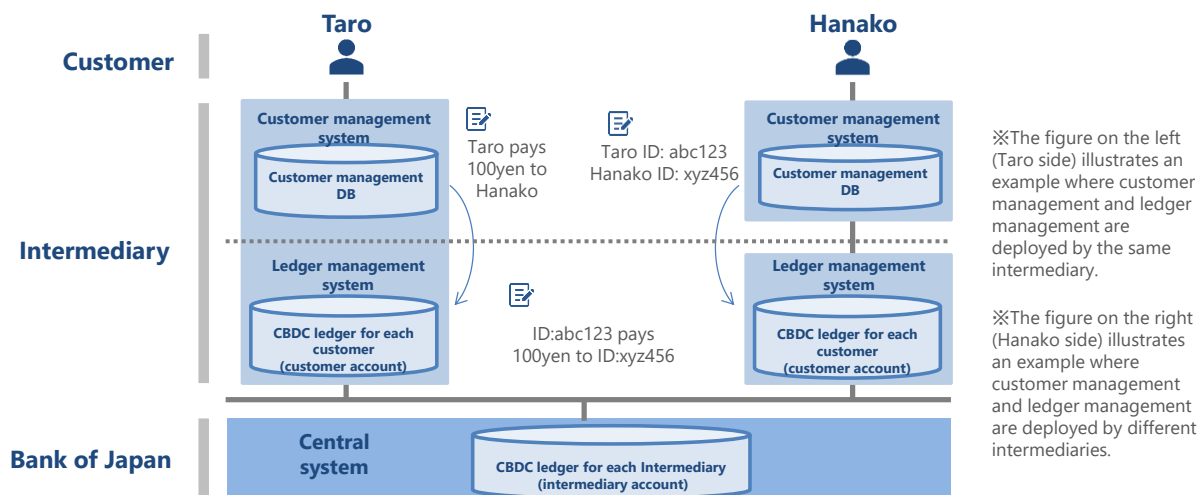 Taro
Hanako
Customer
Intermediary
Bank of Japan
Customer management
system
Customer management
DB
Taro pays
100yen to
Hanako
Taro ID: abc123
Hanako ID: xyz456
Customer management
system
Customer management
DB
Ledger management
system
CBDC ledger for each
customer
(customer account)
ID:abc123 pays
100yen to ID:xyz456
Ledger management
system
CBDC ledger for each
customer
(customer account)
Central
system
CBDC ledger for each Intermediary
(intermediary account)
※The figure on the left
(Taro side) illustrates an
example where customer
management and ledger
management are
deployed by the same
intermediary.
※The figure on the right
(Hanako side) illustrates
an example where
customer management
and ledger management
are deployed by different
intermediaries.